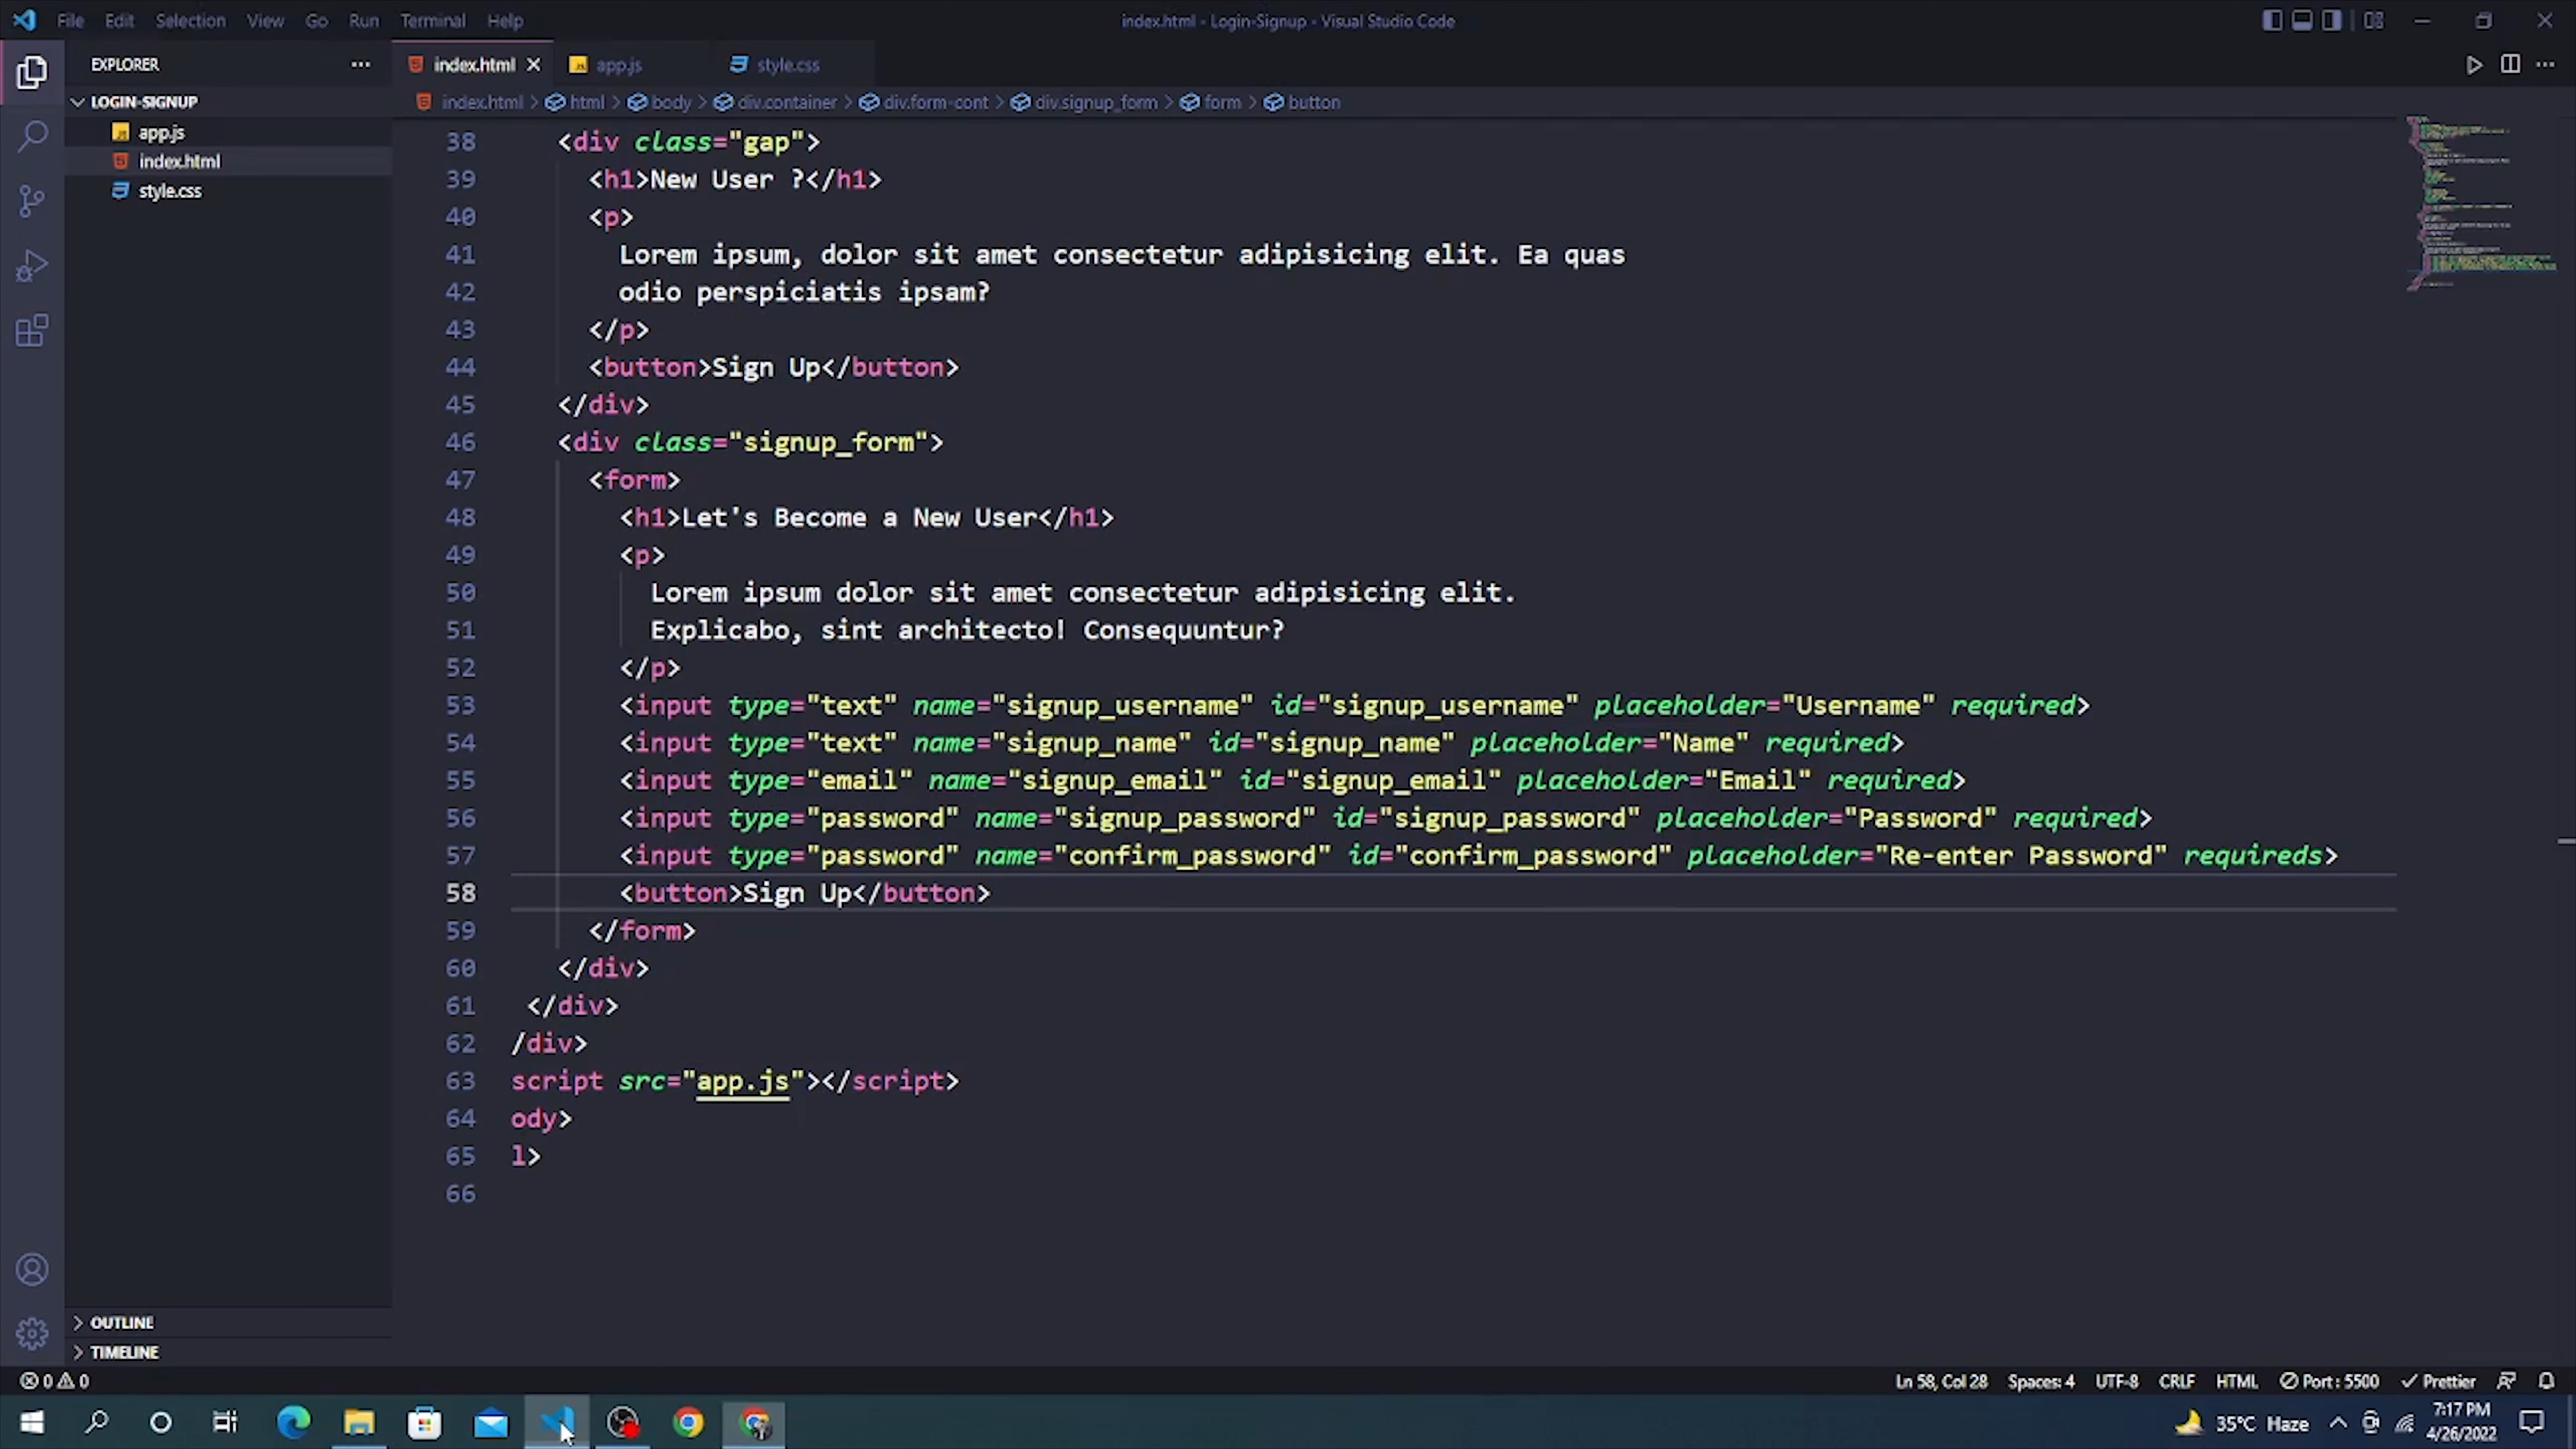 File Edit Selection View Go Run Terminal Help
index.html - Login-Signup - Visual Studio Code
EXPLORER
LOGIN-SIGNUP
app.js
index.html
style.css
OUTLINE
TIMELINE
index.html app.js style.css
index.html > html > body > div.container > div.form-cont > div.signup_form > form > button
38 <div class="gap">
39 <h1>New User ?</h1>
40 <p>
41 Lorem ipsum, dolor sit amet consectetur adipisicing elit. Ea quas
42 odio perspiciatis ipsam?
43 </p>
44 <button>Sign Up</button>
45 </div>
46 <div class="signup_form">
47 <form>
48 <h1>Let's Become a New User</h1>
49 <p>
50 Lorem ipsum dolor sit amet consectetur adipisicing elit.
51 Explicabo, sint architecto! Consequuntur?
52 </p>
53 <input type="text" name="signup_username" id="signup_username" placeholder="Username" required>
54 <input type="text" name="signup_name" id="signup_name" placeholder="Name" required>
55 <input type="email" name="signup_email" id="signup_email" placeholder="Email" required>
56 <input type="password" name="signup_password" id="signup_password" placeholder="Password" required>
57 <input type="password" name="confirm_password" id="confirm_password" placeholder="Re-enter Password" requireds>
58 <button>Sign Up</button>
59 </form>
60 </div>
61 </div>
62 /div>
63 script src="app.js"></script>
64 ody>
65 l>
66
0 0
Ln 58, Col 28 Spaces: 4 UTF-8 CRLF HTML Port : 5500 Prettier
35°C Haze
7:17 PM
4/26/2022